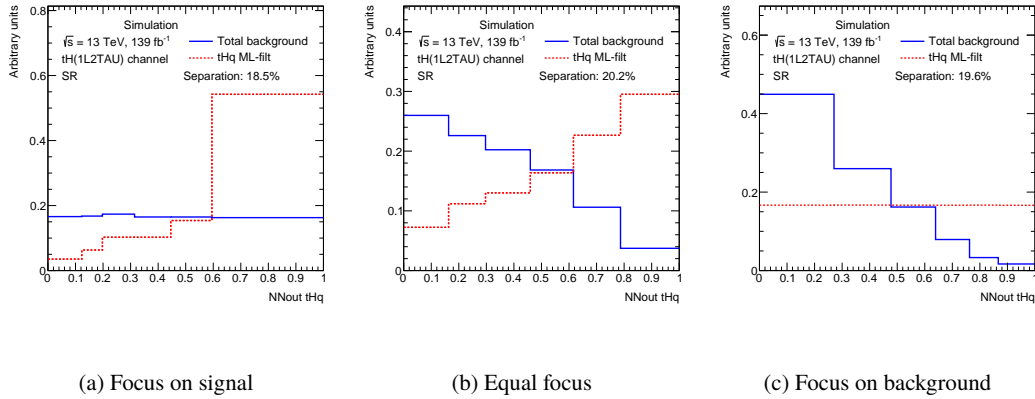 Arbitrary units
0.8
0.6
0.4
0.2
0
Simulation
√s = 13 TeV, 139 fb⁻¹
tH(1L2TAU) channel
SR
Total background
tHq ML-filt
Separation: 18.5%
0 0.1 0.2 0.3 0.4 0.5 0.6 0.7 0.8 0.9 1
NNout tHq
Arbitrary units
0.4
0.3
0.2
0.1
0
Simulation
√s = 13 TeV, 139 fb⁻¹
tH(1L2TAU) channel
SR
Total background
tHq ML-filt
Separation: 20.2%
0 0.1 0.2 0.3 0.4 0.5 0.6 0.7 0.8 0.9 1
NNout tHq
Arbitrary units
0.6
0.4
0.2
0
Simulation
√s = 13 TeV, 139 fb⁻¹
tH(1L2TAU) channel
SR
Total background
tHq ML-filt
Separation: 19.6%
0 0.1 0.2 0.3 0.4 0.5 0.6 0.7 0.8 0.9 1
NNout tHq
(a) Focus on signal
(b) Equal focus
(c) Focus on background